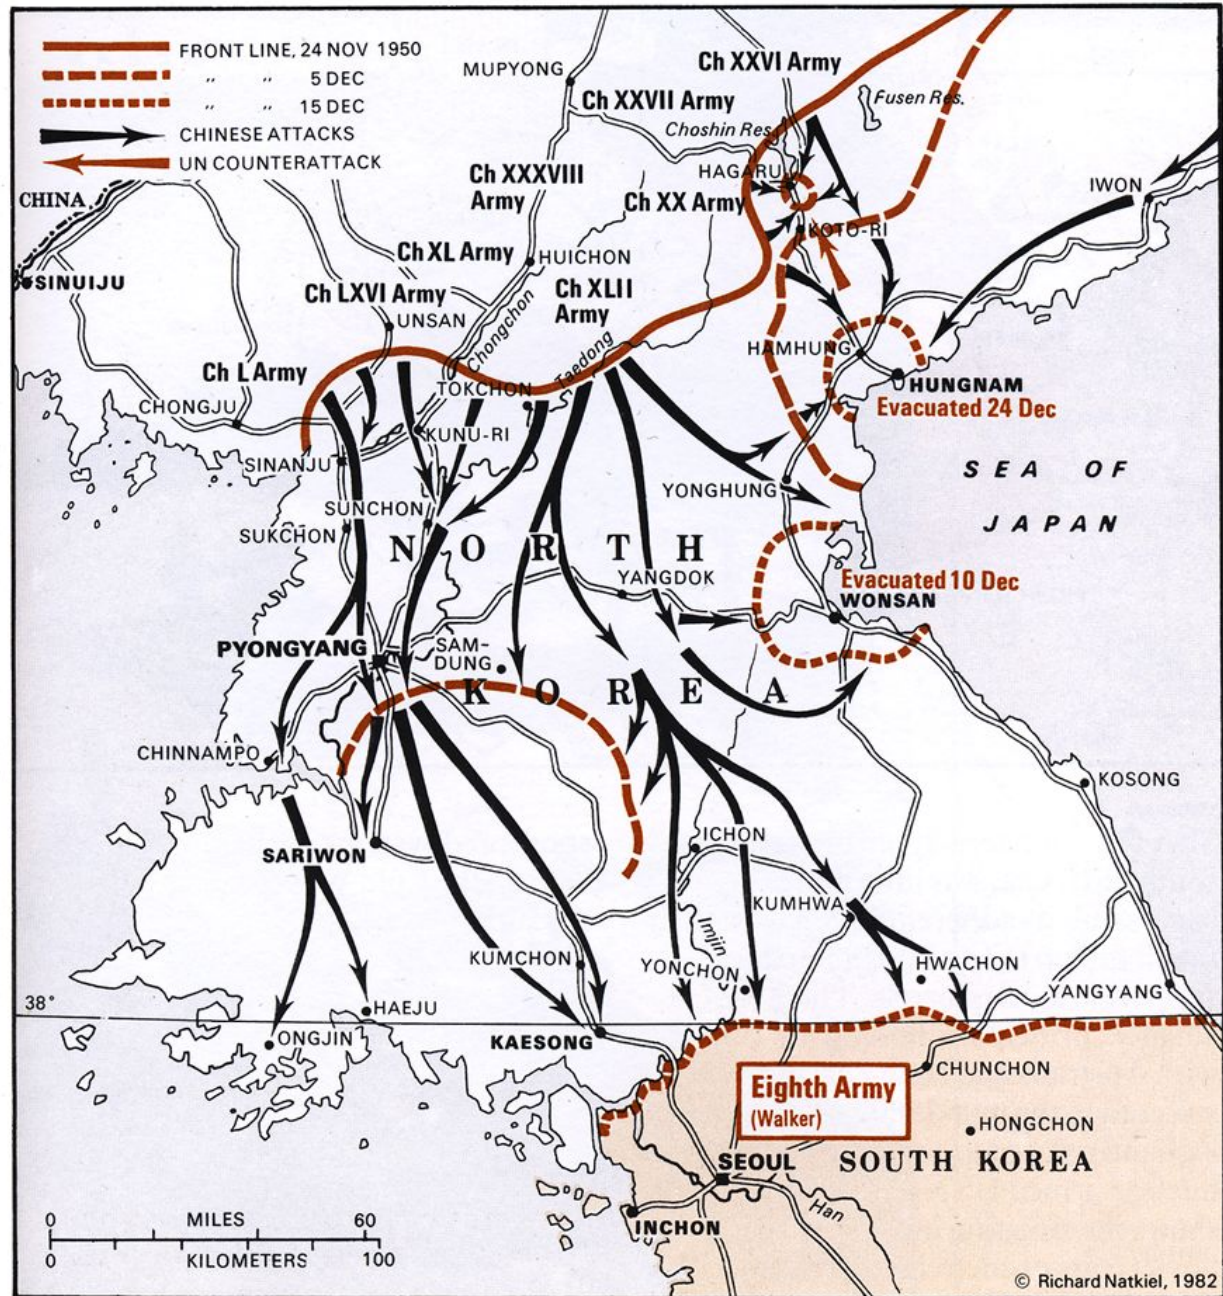 FRONT LINE, 24 NOV 1950
" " 5 DEC
" " 15 DEC
CHINESE ATTACKS
UN COUNTERATTACK
MUPYONG
Ch XXVI Army
Ch XXVII Army
Fusen Res.
Choshin Res.
HAGARU
Ch XXXVIII
Army
Ch XX Army
IWON
CHINA
KOTO-RI
Ch XL Army
HUICHON
SINUIJU
Ch LXVI Army
Ch XLII
Army
UNSAN
Chongchon
Taedong
HAMHUNG
Ch L Army
TOKCHON
HUNGNAM
Evacuated 24 Dec
CHONGJU
KUNU-RI
SINANJU
SEA OF
JAPAN
YONGHUNG
SUNCHON
SUKCHON
NORTH
KOREA
YANGDOK
Evacuated 10 Dec
WONSAN
PYONGYANG
SAM-
DUNG
CHINNAMPO
KOSONG
SARIWON
ICHON
KUMHWA
Imjin
KUMCHON
YONCHON
HWACHON
YANGYANG
38°
HAEJU
ONGJIN
KAESONG
CHUNCHON
Eighth Army
(Walker)
HONGCHON
SEOUL
SOUTH KOREA
Han
INCHON
0 MILES 60
0 KILOMETERS 100
© Richard Natkiel, 1982